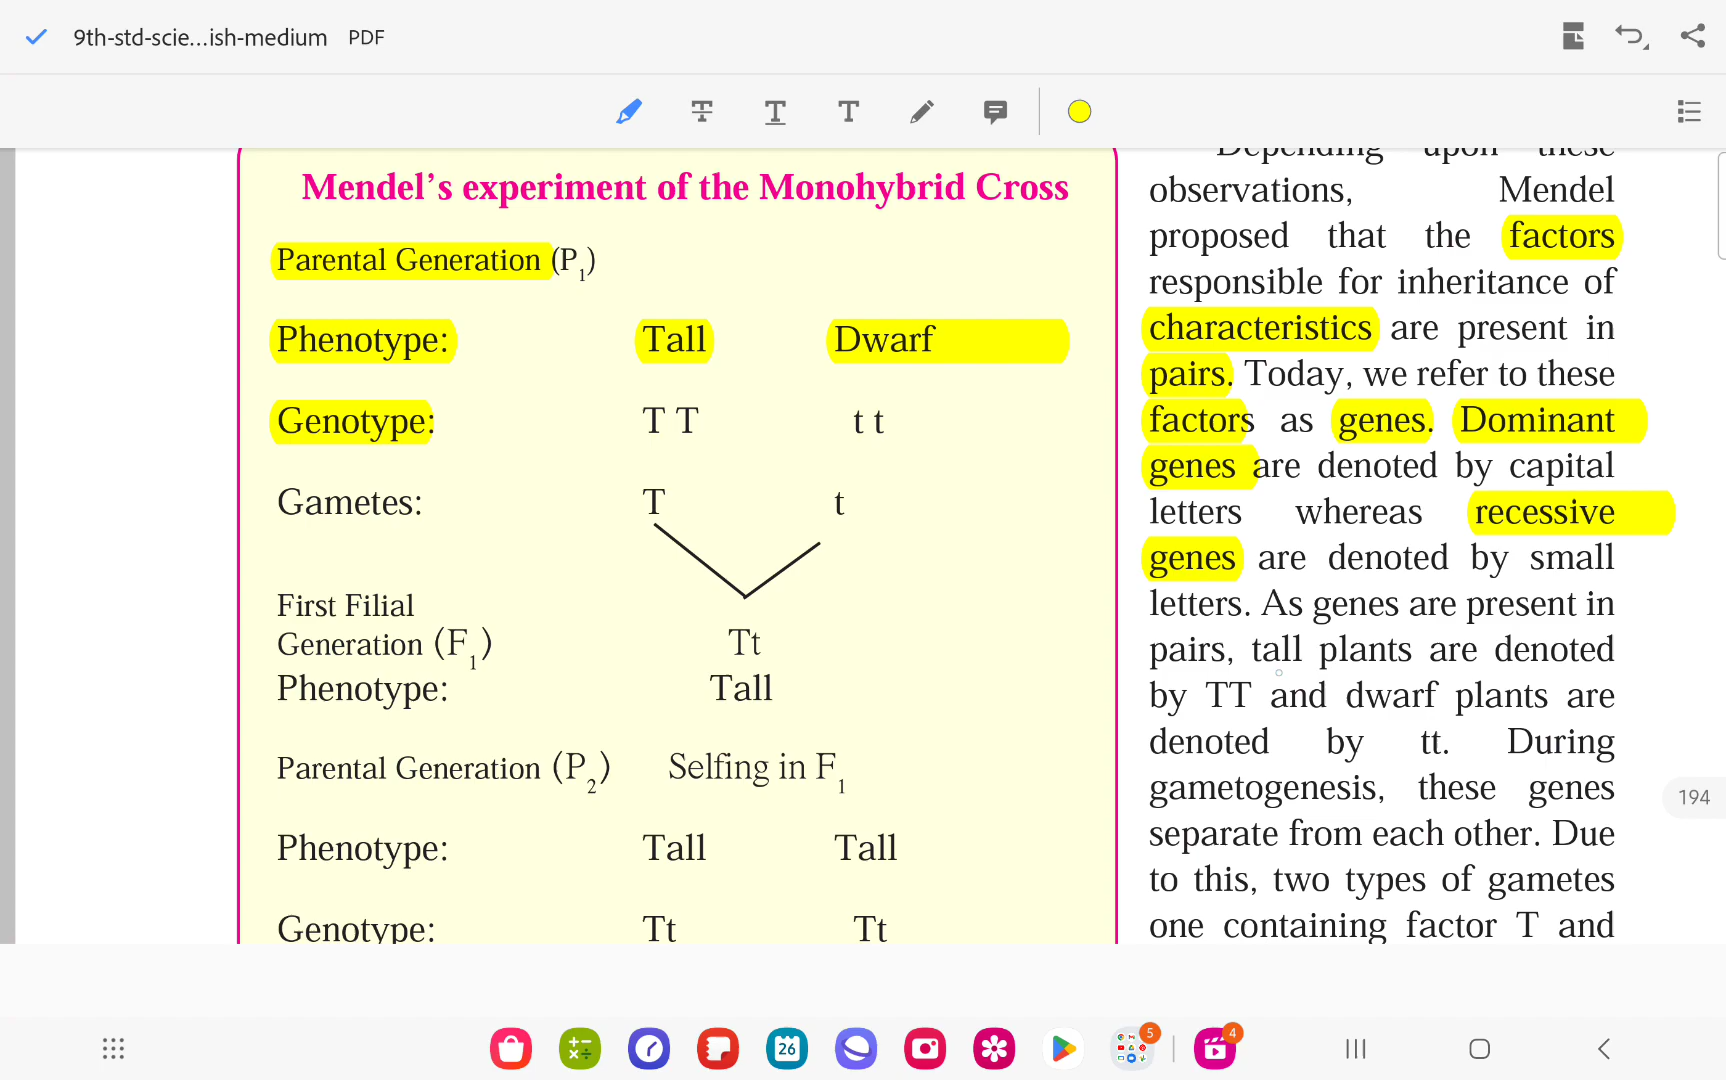 9th-std-scie...ish-medium PDF
Mendel's experiment of the Monohybrid Cross
Parental Generation (P1)
Phenotype: Tall Dwarf
Genotype: T T t t
Gametes: T t
First Filial
Generation (F1) Tt
Phenotype: Tall
Parental Generation (P2) Selfing in F1
Phenotype: Tall Tall
Genotype: Tt Tt
Depending upon these
observations, Mendel
proposed that the factors
responsible for inheritance of
characteristics are present in
pairs. Today, we refer to these
factors as genes. Dominant
genes are denoted by capital
letters whereas recessive
genes are denoted by small
letters. As genes are present in
pairs, tall plants are denoted
by TT and dwarf plants are
denoted by tt. During
gametogenesis, these genes
separate from each other. Due
to this, two types of gametes
one containing factor T and
194
26
5
4